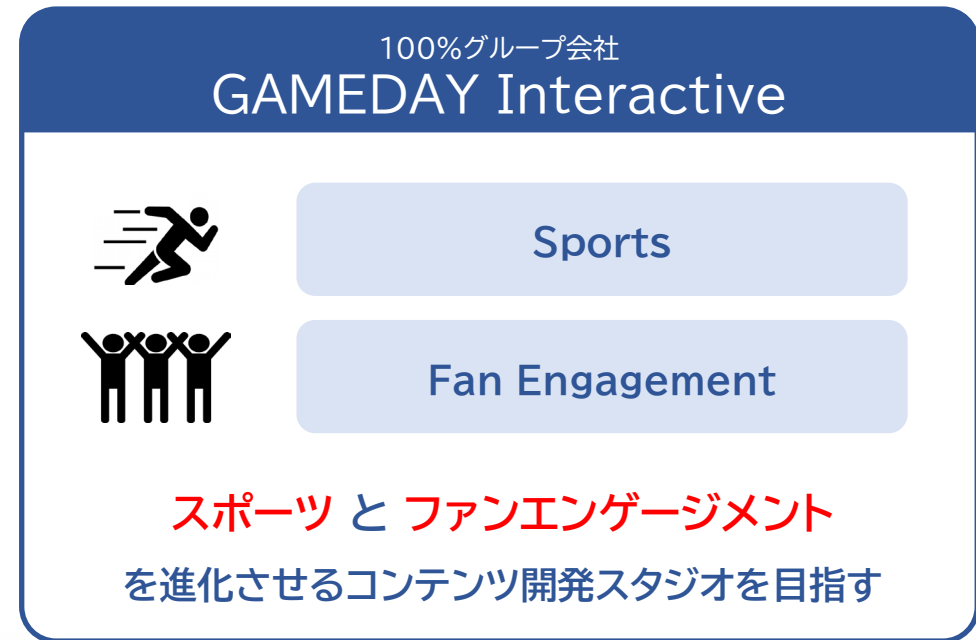 100%グループ会社
GAMEDAY Interactive
Sports
Fan Engagement
スポーツ と ファンエンゲージメント
を進化させるコンテンツ開発スタジオを目指す